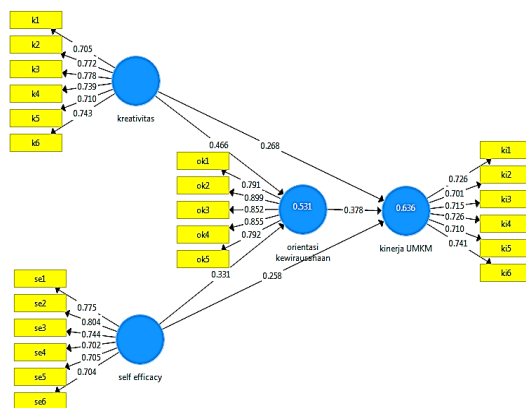 k1
k2
k3
k4
k5
k6
0.705
0.772
0.778
0.739
0.710
0.743
kreativitas
0.466
0.268
ok1
ok2
ok3
ok4
ok5
0.791
0.899
0.852
0.855
0.792
0.531
orientasi
kewirausahaan
0.378
0.636
kinerja UMKM
ki1
ki2
ki3
ki4
ki5
ki6
0.726
0.701
0.715
0.726
0.710
0.741
0.331
0.258
se1
se2
se3
se4
se5
se6
0.775
0.804
0.744
0.702
0.705
0.704
self efficacy